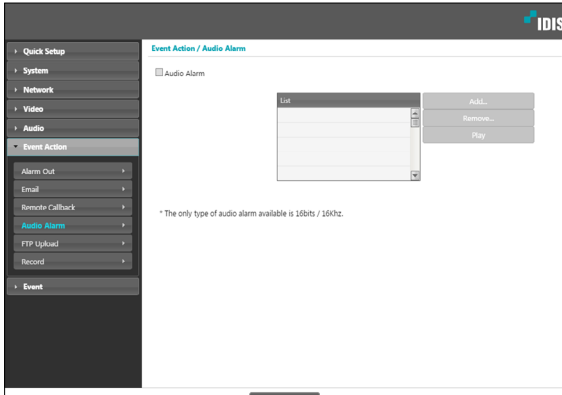 IDIS
Quick Setup
System
Network
Video
Audio
Event Action
Alarm Out
Email
Remote Callback
Audio Alarm
FTP Upload
Record
Event
Event Action / Audio Alarm
Audio Alarm
List
Add...
Remove...
Play
* The only type of audio alarm available is 16bits / 16Khz.